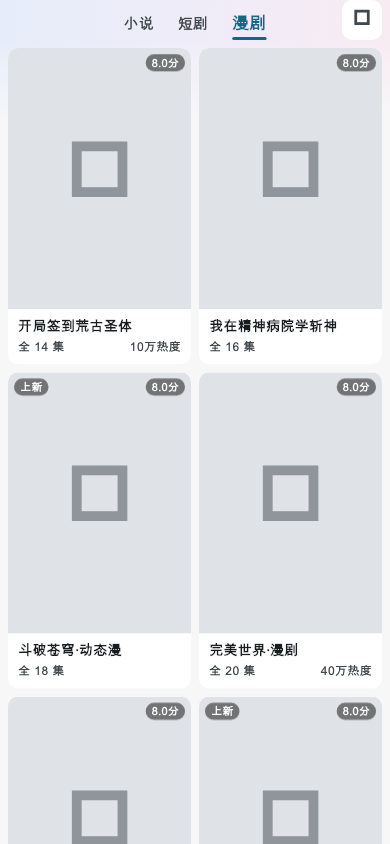 小说 短剧 漫剧
8.0分
8.0分
开局签到荒古圣体
全 14 集 10万热度
我在精神病院学斩神
全 16 集
上新 8.0分
8.0分
斗破苍穹·动态漫
全 18 集
完美世界·漫剧
全 20 集 40万热度
8.0分
上新 8.0分